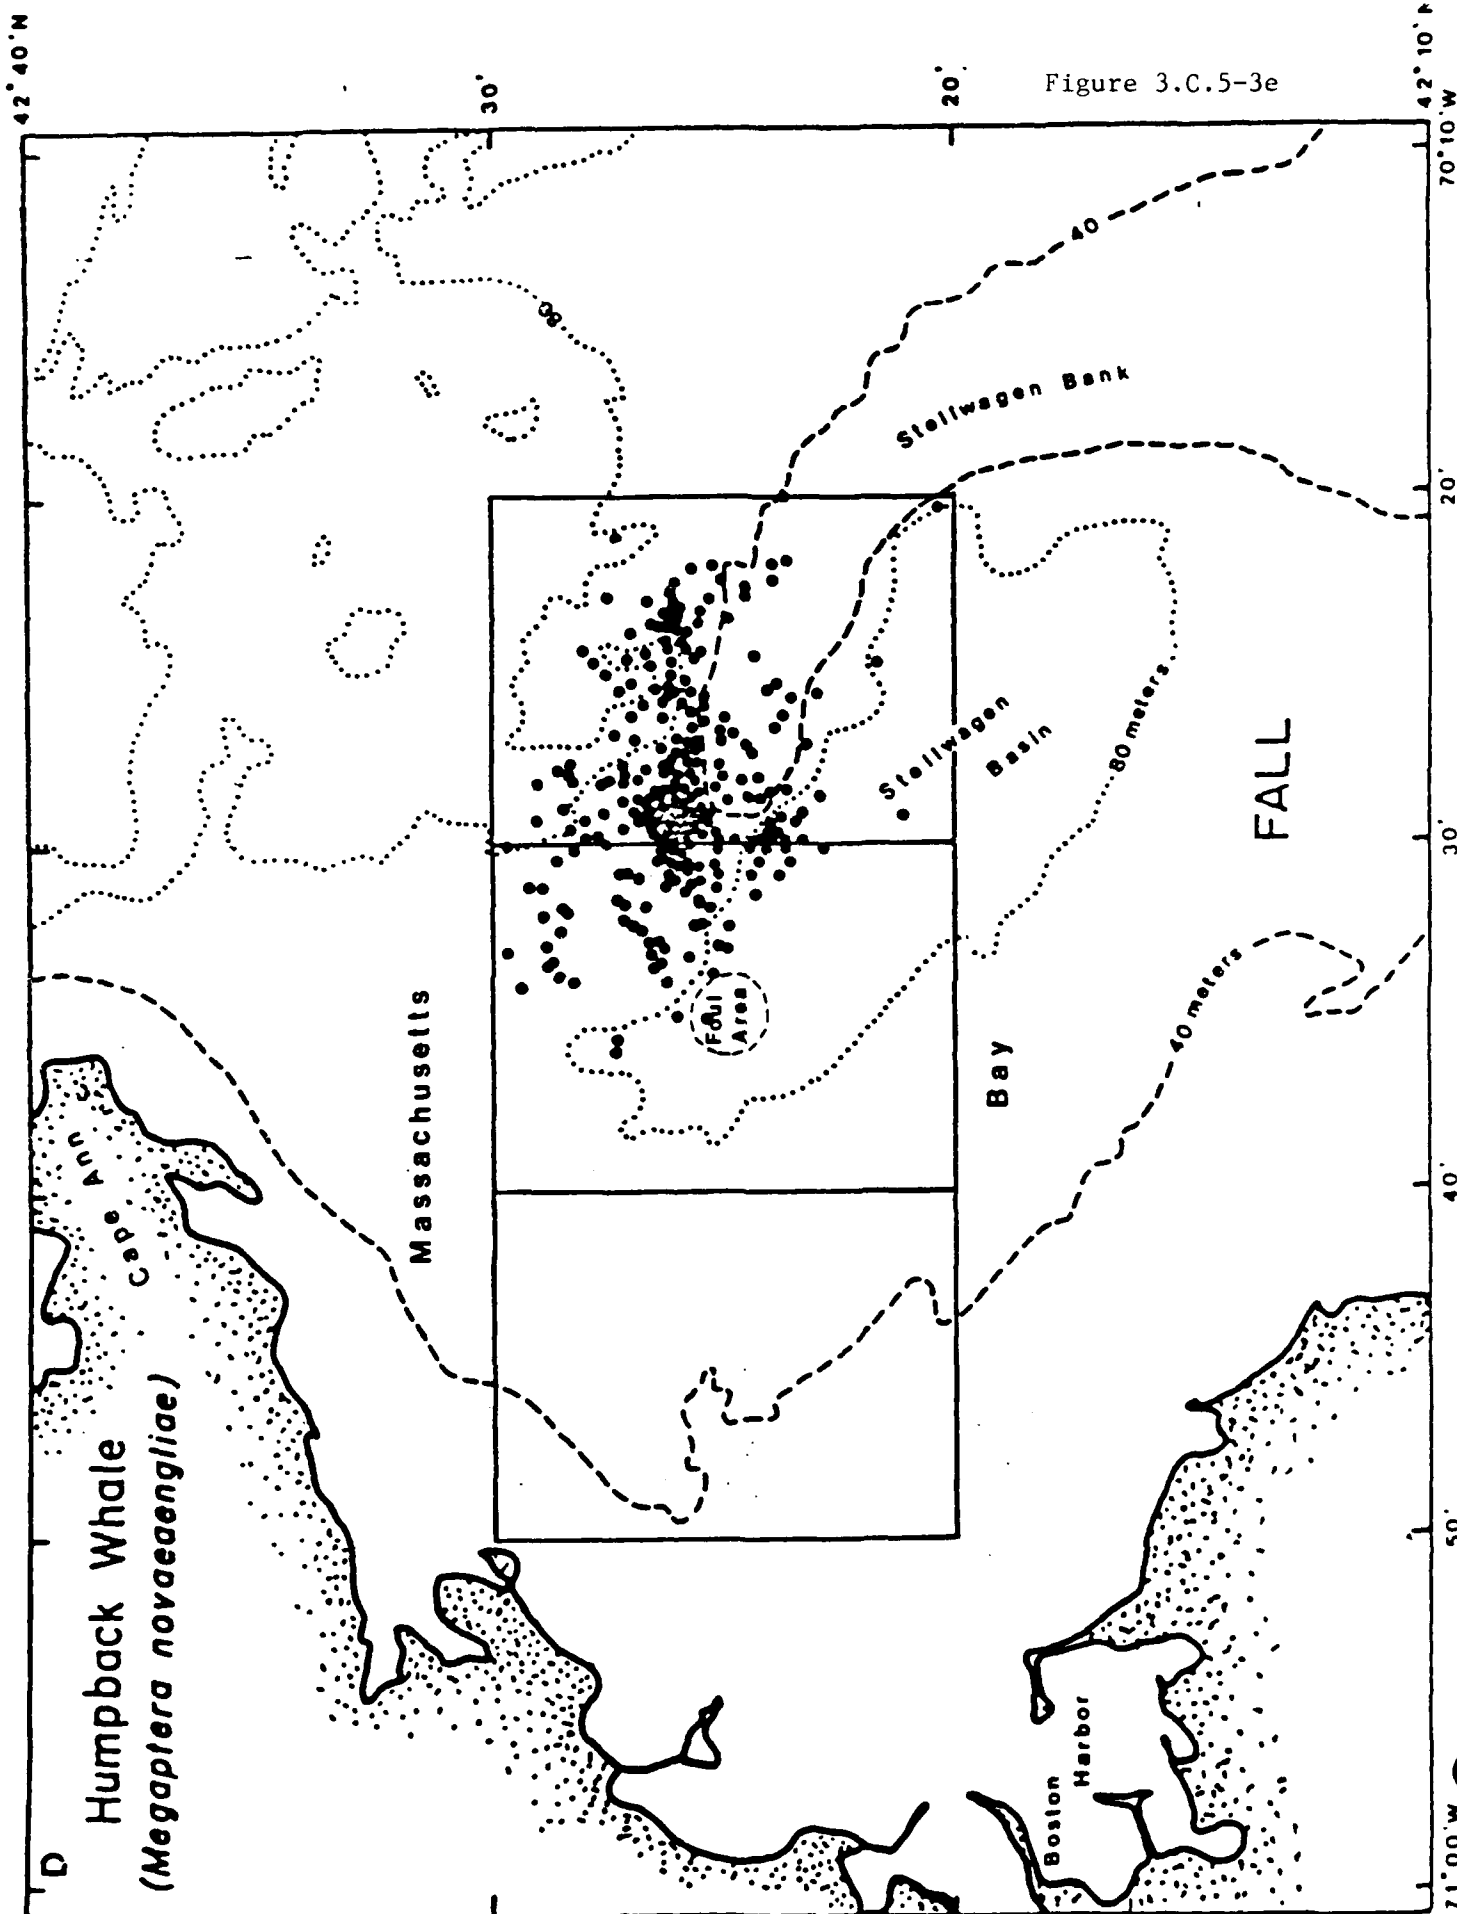 Figure 3.C.5-3e
D
Humpback Whale
(Megaptera novaeangliae)
42°40'N
30'
20'
42°10'N
71°00'W
50'
40'
30'
20'
70°10'W
Cape Ann
Massachusetts
Bay
Foul
Area
Stellwagen
Basin
Stellwagen Bank
80
40
80 meters
40 meters
Boston
Harbor
FALL